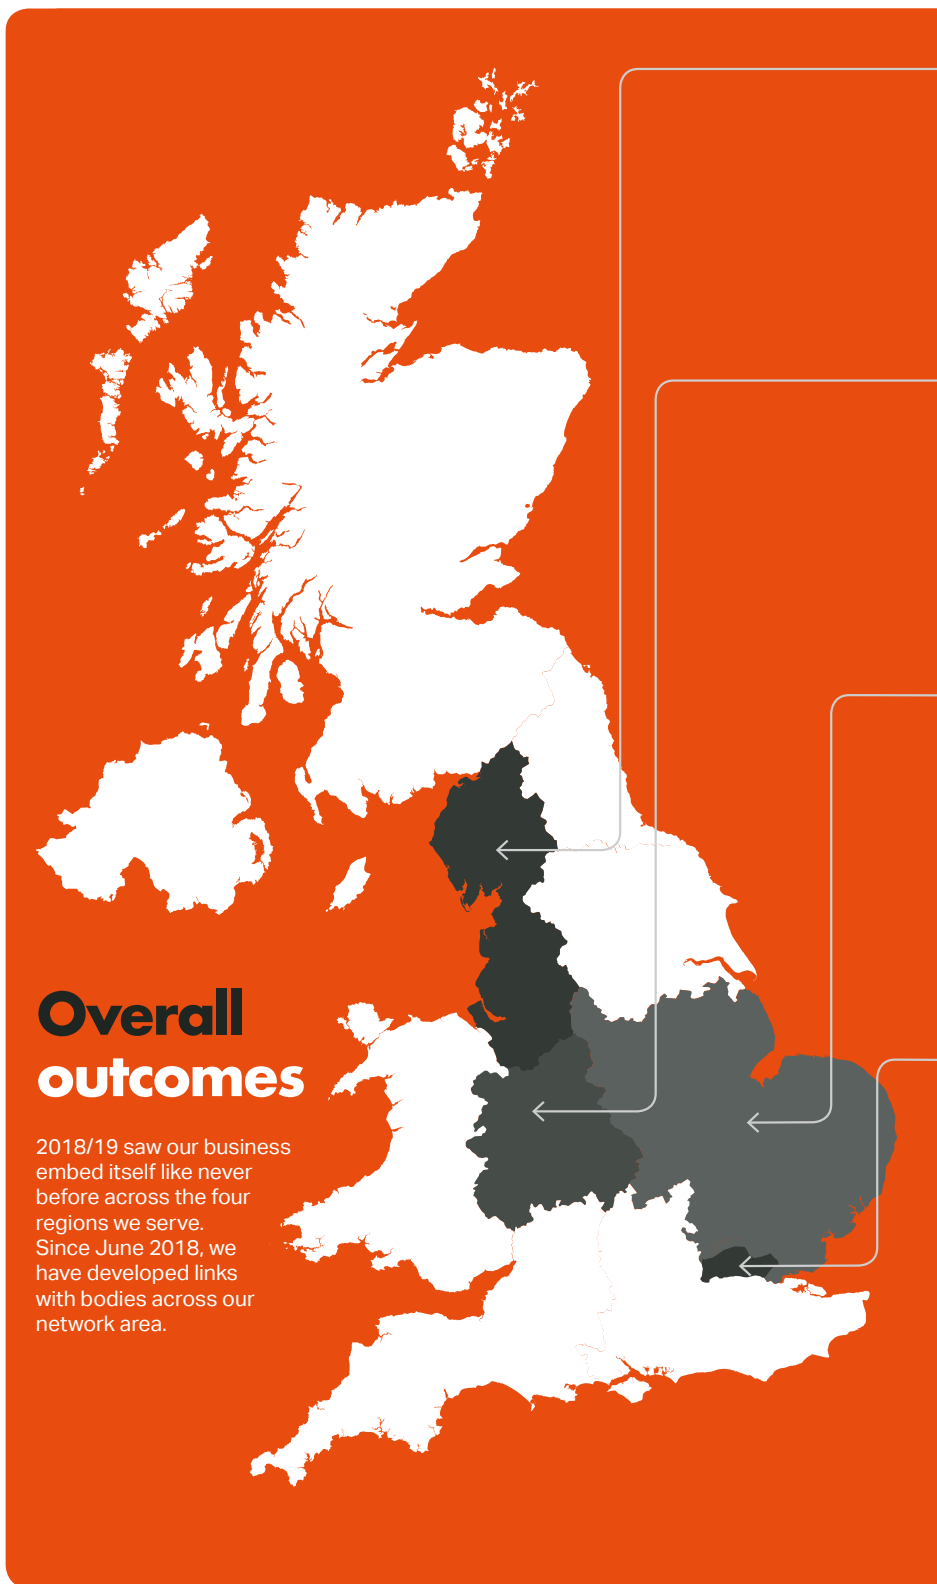 Overall
outcomes
2018/19 saw our business
embed itself like never
before across the four
regions we serve.
Since June 2018, we
have developed links
with bodies across our
network area.